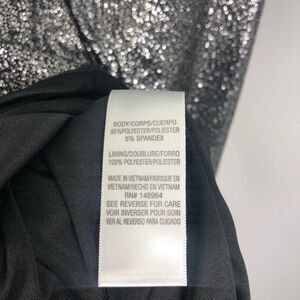 BODY/CORPS/CUERPO
95%POLYESTER/POLIESTER
5% SPANDEX
LINING/DOUBLURE/FORRO
100% POLYESTER/POLIESTER
MADE IN VIETNAM/FABRIQUE EN
VIETNAM/HECHO EN VIETNAM
RN# 146984
SEE REVERSE FOR CARE
VOIR INVERSER POUR SOIN
VER AL REVERSO PARA CUIDADO